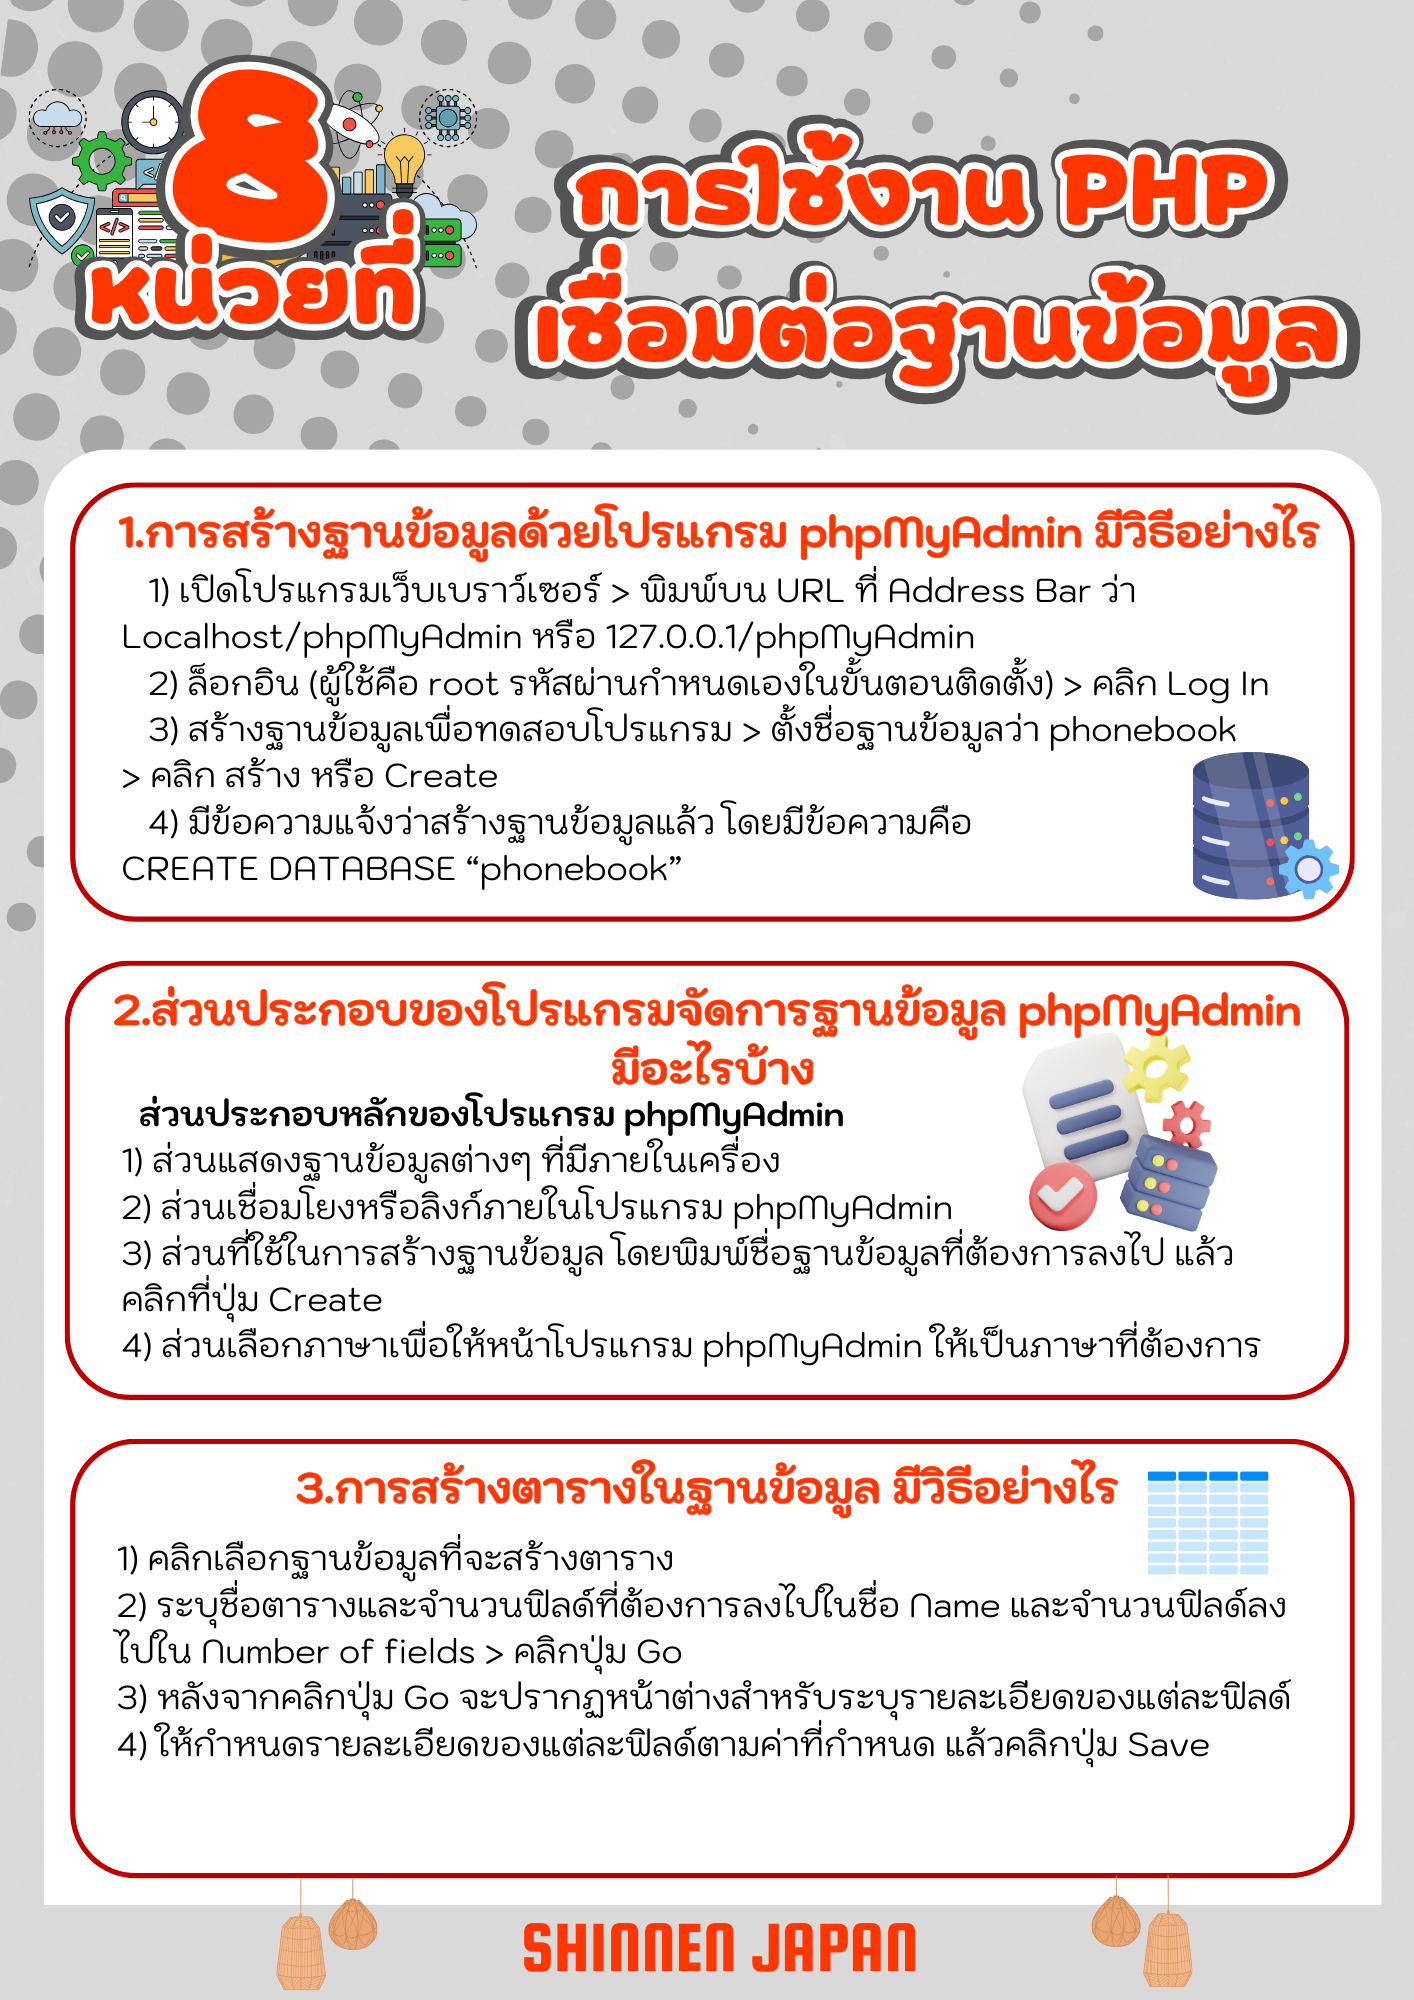 8
หน่วยที่
การใช้งาน PHP
เชื่อมต่อฐานข้อมูล
1.การสร้างฐานข้อมูลด้วยโปรแกรม phpMyAdmin มีวิธีอย่างไร
1) เปิดโปรแกรมเว็บเบราว์เซอร์ > พิมพ์บน URL ที่ Address Bar ว่า
Localhost/phpMyAdmin หรือ 127.0.0.1/phpMyAdmin
2) ล็อกอิน (ผู้ใช้คือ root รหัสผ่านกำหนดเองในขั้นตอนติดตั้ง) > คลิก Log In
3) สร้างฐานข้อมูลเพื่อทดสอบโปรแกรม > ตั้งชื่อฐานข้อมูลว่า phonebook
> คลิก สร้าง หรือ Create
4) มีข้อความแจ้งว่าสร้างฐานข้อมูลแล้ว โดยมีข้อความคือ
CREATE DATABASE “phonebook”
2.ส่วนประกอบของโปรแกรมจัดการฐานข้อมูล phpMyAdmin
มีอะไรบ้าง
ส่วนประกอบหลักของโปรแกรม phpMyAdmin
1) ส่วนแสดงฐานข้อมูลต่างๆ ที่มีภายในเครื่อง
2) ส่วนเชื่อมโยงหรือลิงก์ภายในโปรแกรม phpMyAdmin
3) ส่วนที่ใช้ในการสร้างฐานข้อมูล โดยพิมพ์ชื่อฐานข้อมูลที่ต้องการลงไป แล้ว
คลิกที่ปุ่ม Create
4) ส่วนเลือกภาษาเพื่อให้หน้าโปรแกรม phpMyAdmin ให้เป็นภาษาที่ต้องการ
3.การสร้างตารางในฐานข้อมูล มีวิธีอย่างไร
1) คลิกเลือกฐานข้อมูลที่จะสร้างตาราง
2) ระบุชื่อตารางและจำนวนฟิลด์ที่ต้องการลงไปในชื่อ Name และจำนวนฟิลด์ลง
ไปใน Number of fields > คลิกปุ่ม Go
3) หลังจากคลิกปุ่ม Go จะปรากฏหน้าต่างสำหรับระบุรายละเอียดของแต่ละฟิลด์
4) ให้กำหนดรายละเอียดของแต่ละฟิลด์ตามค่าที่กำหนด แล้วคลิกปุ่ม Save
SHINNEN JAPAN